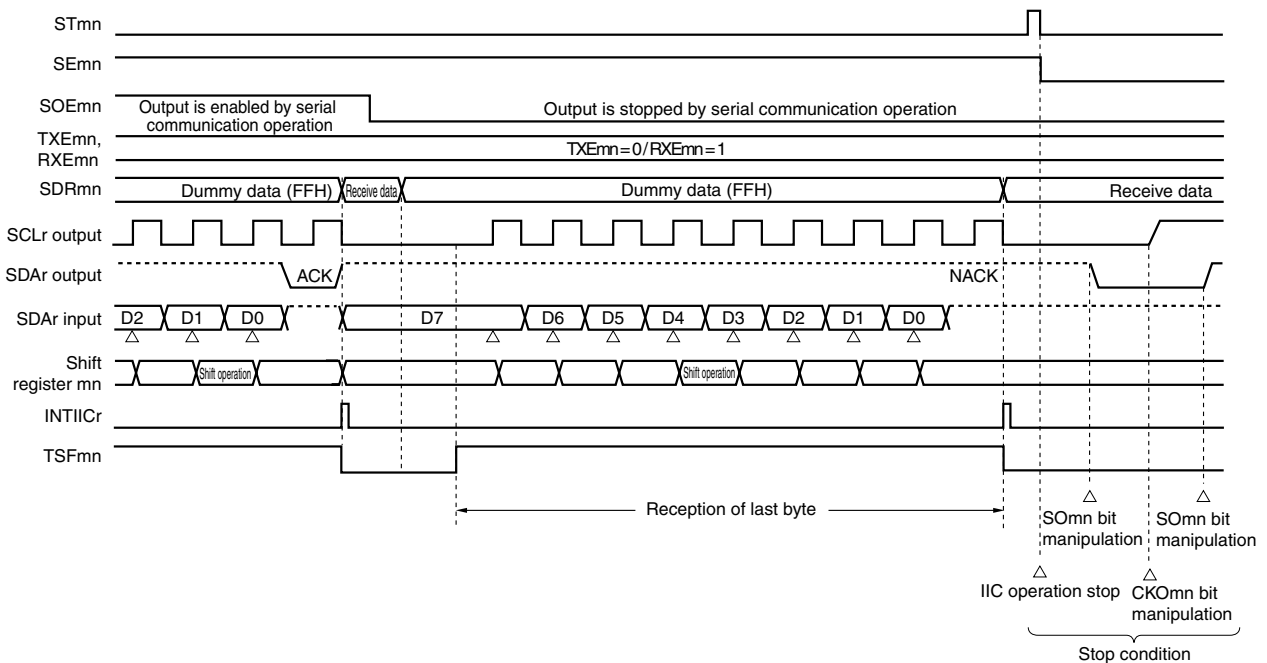 STmn
SEmn
SOEmn
Output is enabled by serial
communication operation
Output is stopped by serial communication operation
TXEmn,
RXEmn
TXEmn=0/RXEmn=1
SDRmn
Dummy data (FFH)
Receive data
Dummy data (FFH)
Receive data
SCLr output
SDAr output
ACK
NACK
SDAr input
D2
D1
D0
D7
D6
D5
D4
D3
D2
D1
D0
Shift
register mn
Shift operation
Shift operation
INTIICr
TSFmn
Reception of last byte
SOmn bit
manipulation
SOmn bit
manipulation
IIC operation stop
CKOmn bit
manipulation
Stop condition